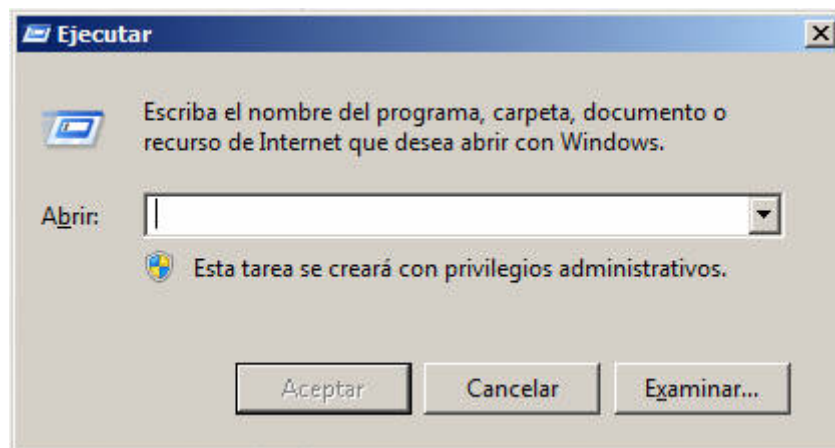 Ejecutar
Escriba el nombre del programa, carpeta, documento o
recurso de Internet que desea abrir con Windows.
Abrir:
Esta tarea se creará con privilegios administrativos.
Aceptar
Cancelar
Examinar...